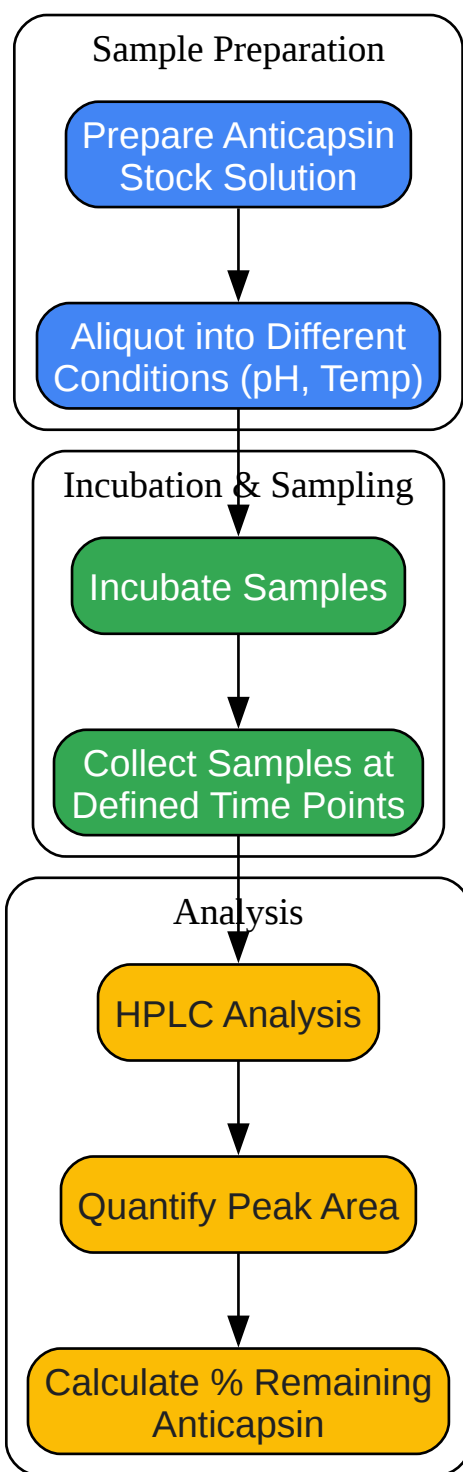 Sample Preparation
Prepare Anticapsin
Stock Solution
Aliquot into Different
Conditions (pH, Temp)
Incubation & Sampling
Incubate Samples
Collect Samples at
Defined Time Points
Analysis
HPLC Analysis
Quantify Peak Area
Calculate % Remaining
Anticapsin